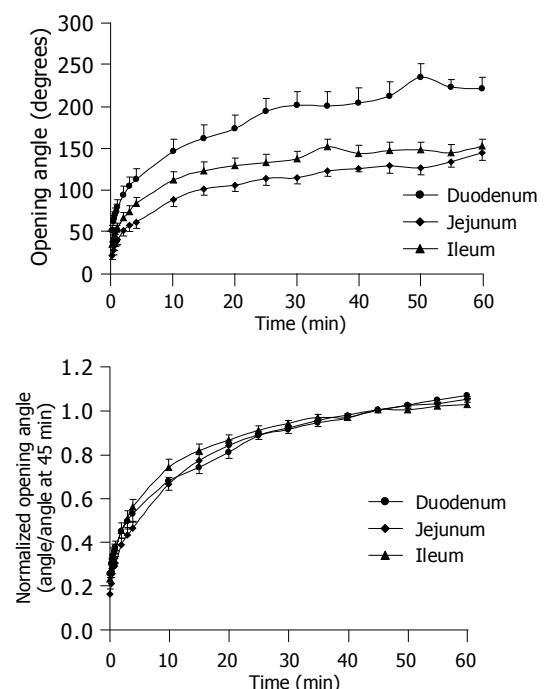 300
250
200
150
100
50
0
Opening angle (degrees)
Duodenum
Jejunum
Ileum
0 10 20 30 40 50 60
Time (min)
1.2
1.0
0.8
0.6
0.4
0.2
0.0
Normalized opening angle
(angle/angle at 45 min)
Duodenum
Jejunum
Ileum
0 10 20 30 40 50 60
Time (min)